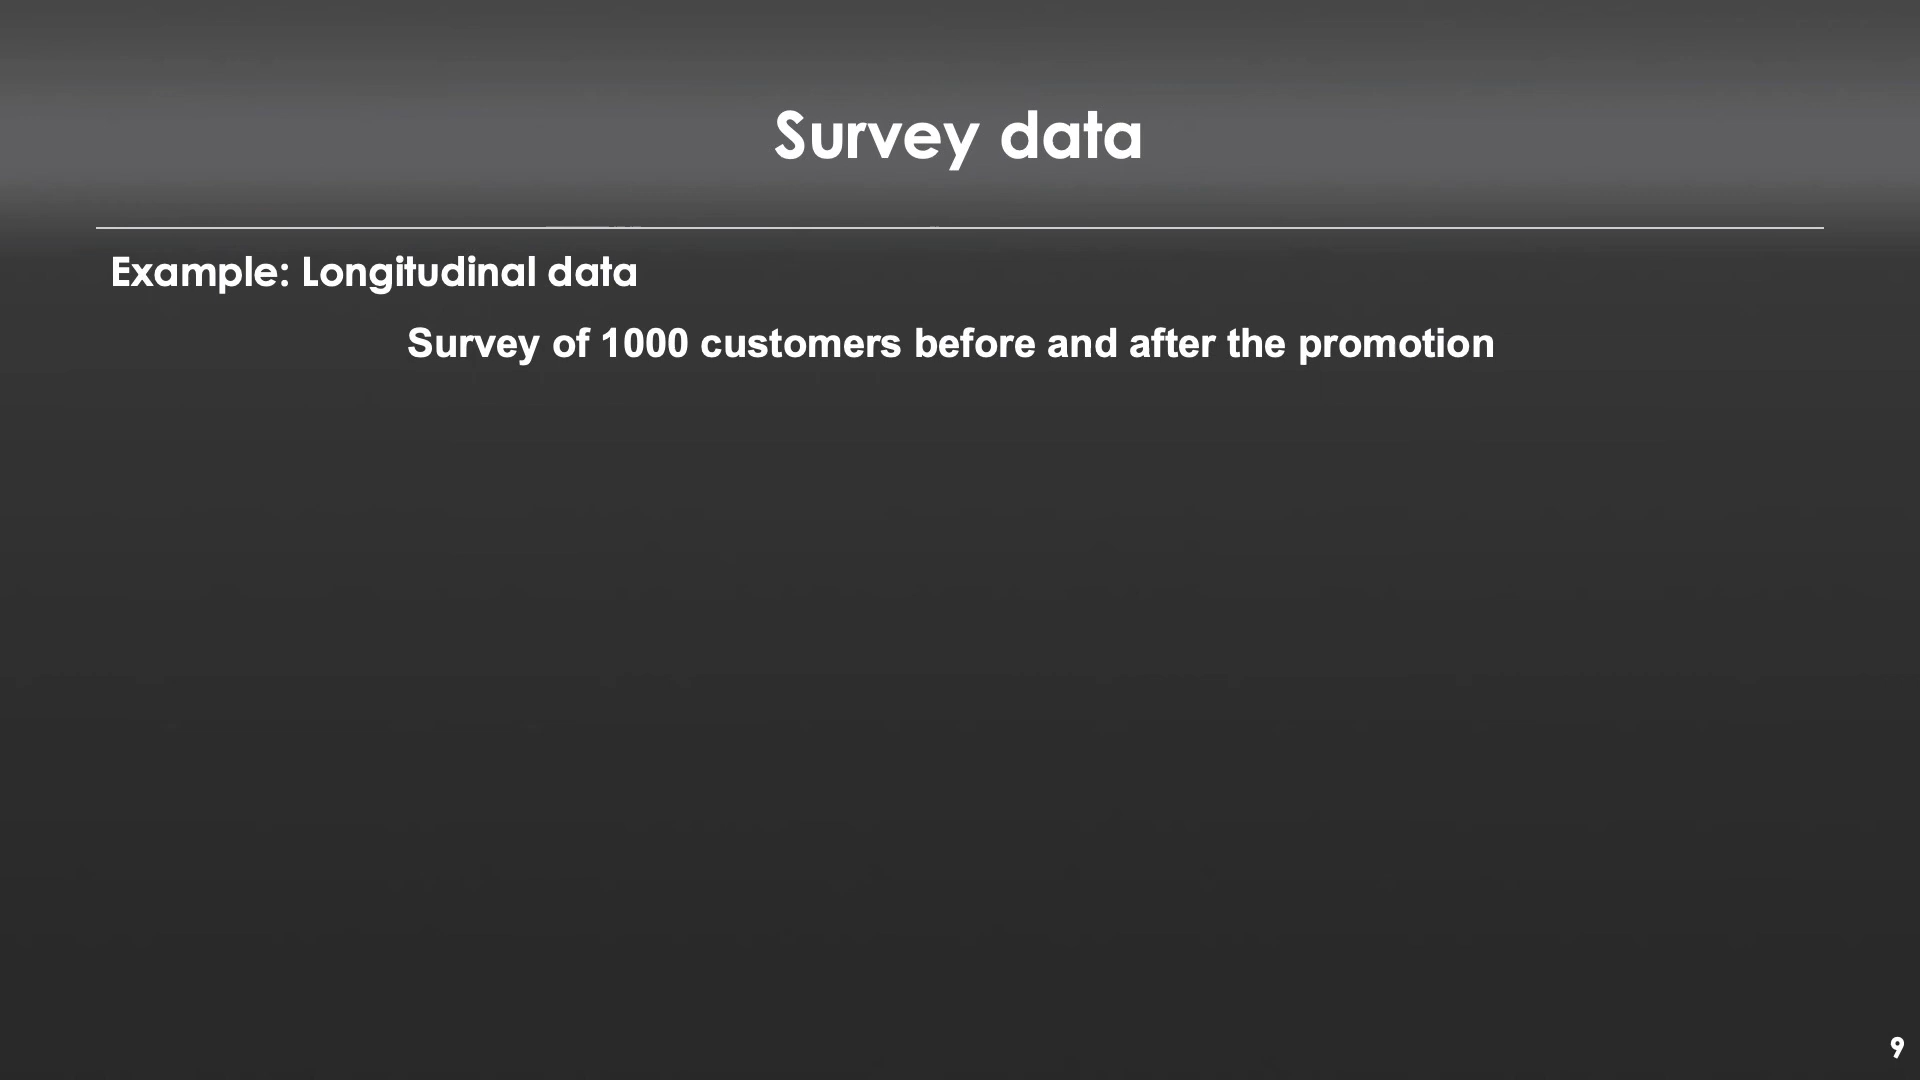 Survey data
Example: Longitudinal data
Survey of 1000 customers before and after the promotion
9